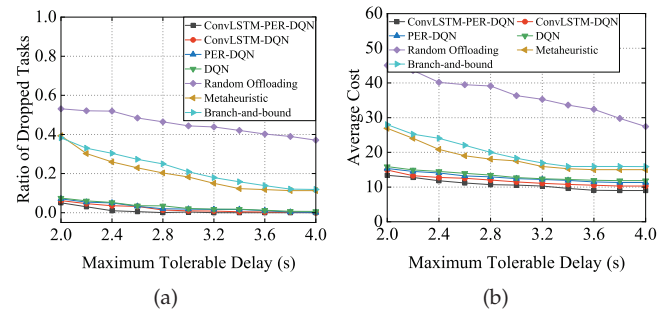 Ratio of Dropped Tasks
1.0
0.8
0.6
0.4
0.2
0.0
ConvLSTM-PER-DQN
ConvLSTM-DQN
PER-DQN
DQN
Random Offloading
Metaheuristic
Branch-and-bound
2.0 2.4 2.8 3.2 3.6 4.0
Maximum Tolerable Delay (s)
(a)
Average Cost
60
50
40
30
20
10
0
ConvLSTM-PER-DQN ConvLSTM-DQN
PER-DQN DQN
Random Offloading Metaheuristic
Branch-and-bound
2.0 2.4 2.8 3.2 3.6 4.0
Maximum Tolerable Delay (s)
(b)